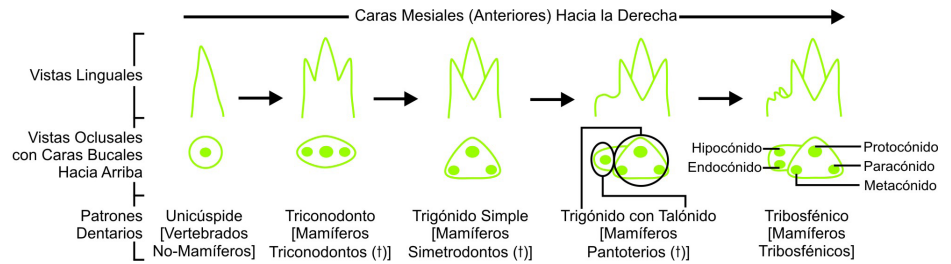 Caras Mesiales (Anteriores) Hacia la Derecha
Vistas Linguales
Vistas Oclusales
con Caras Bucales
Hacia Arriba
Hipocónido
Endocónido
Protocónido
Paracónido
Metacónido
Patrones
Dentarios
Unicúspide
[Vertebrados
No-Mamíferos]
Triconodonto
[Mamíferos
Triconodontos (†)]
Trigónido Simple
[Mamíferos
Simetrodontos (†)]
Trigónido con Talónido
[Mamíferos
Pantoterios (†)]
Tribosfénico
[Mamíferos
Tribosfénicos]